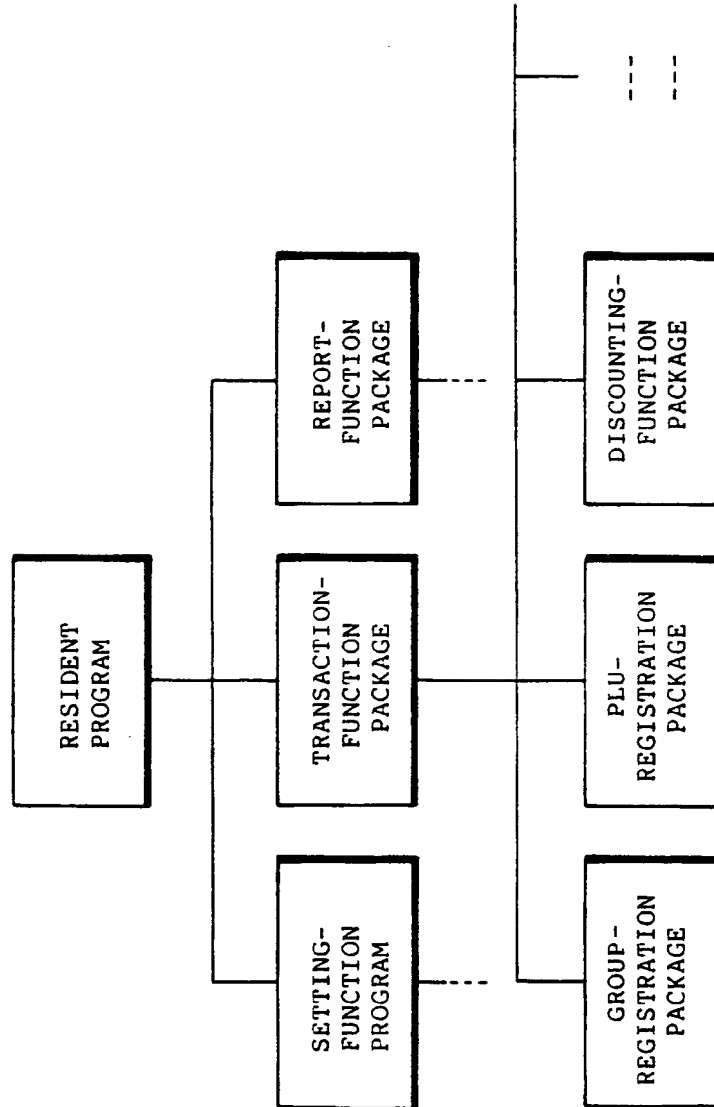 RESIDENT
PROGRAM
SETTING-
FUNCTION
PROGRAM
TRANSACTION-
FUNCTION
PACKAGE
REPORT-
FUNCTION
PACKAGE
GROUP-
REGISTRATION
PACKAGE
PLU-
REGISTRATION
PACKAGE
DISCOUNTING-
FUNCTION
PACKAGE